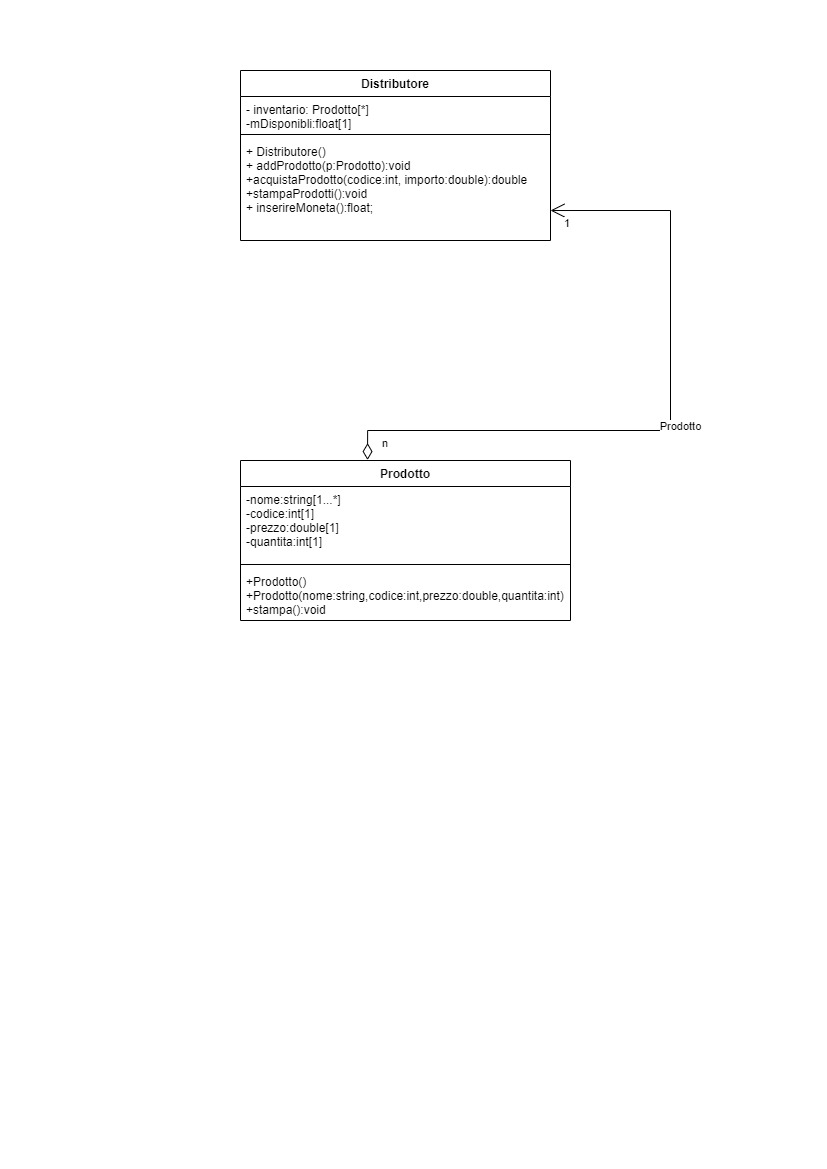 Distributore
- inventario: Prodotto[*]
-mDisponibli:float[1]
+ Distributore()
+ addProdotto(p:Prodotto):void
+acquistaProdotto(codice:int, importo:double):double
+stampaProdotti():void
+ inserireMoneta():float;
1
Prodotto
n
Prodotto
-nome:string[1...*]
-codice:int[1]
-prezzo:double[1]
-quantita:int[1]
+Prodotto()
+Prodotto(nome:string,codice:int,prezzo:double,quantita:int)
+stampa():void